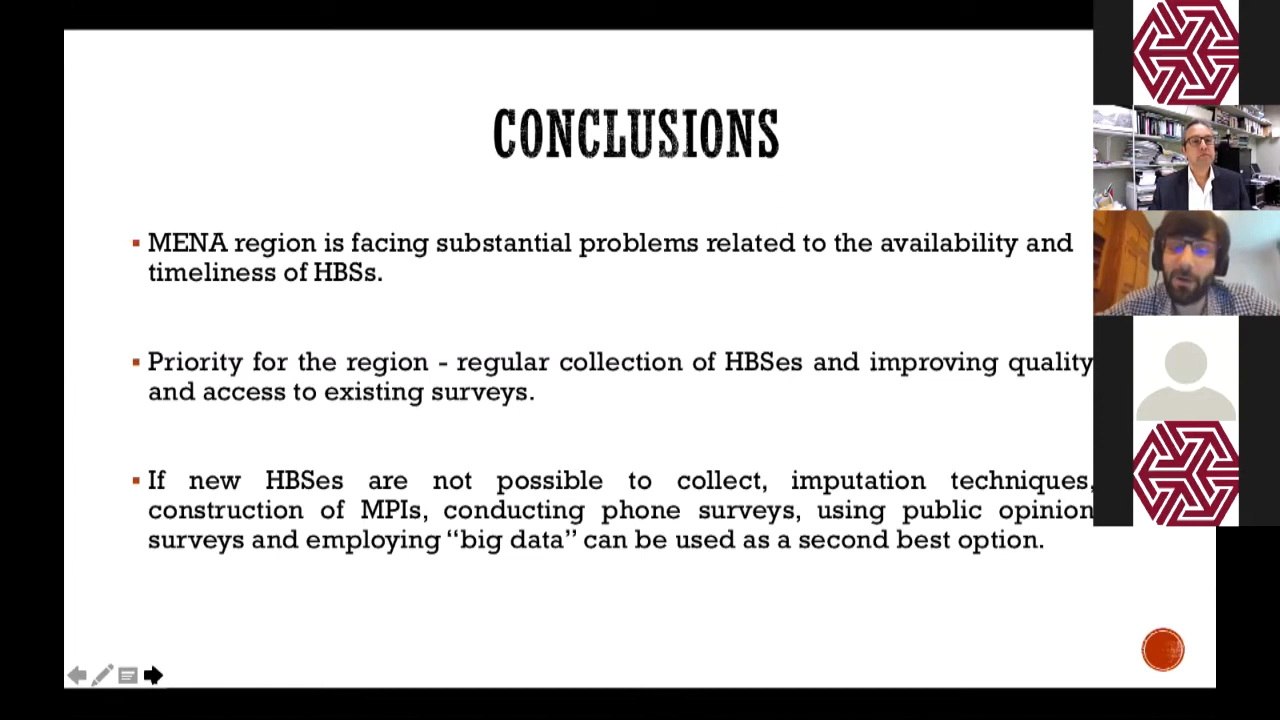 CONCLUSIONS
MENA region is facing substantial problems related to the availability and
timeliness of HBSs.
Priority for the region - regular collection of HBSes and improving quality
and access to existing surveys.
If new HBSes are not possible to collect, imputation techniques,
construction of MPIs, conducting phone surveys, using public opinion
surveys and employing “big data” can be used as a second best option.